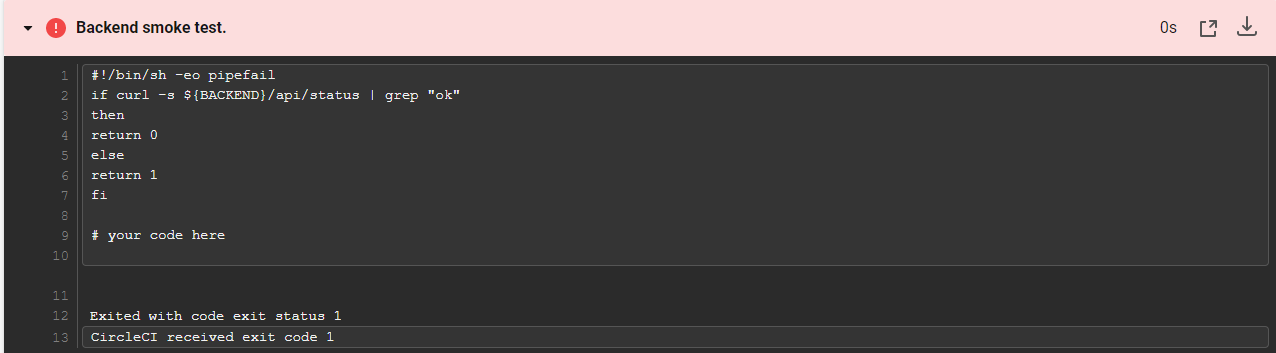 Backend smoke test.
0s
1 #!/bin/sh -eo pipefail
2 if curl -s ${BACKEND}/api/status | grep "ok"
3 then
4 return 0
5 else
6 return 1
7 fi
8
9 # your code here
10
11
12 Exited with code exit status 1
13 CircleCI received exit code 1